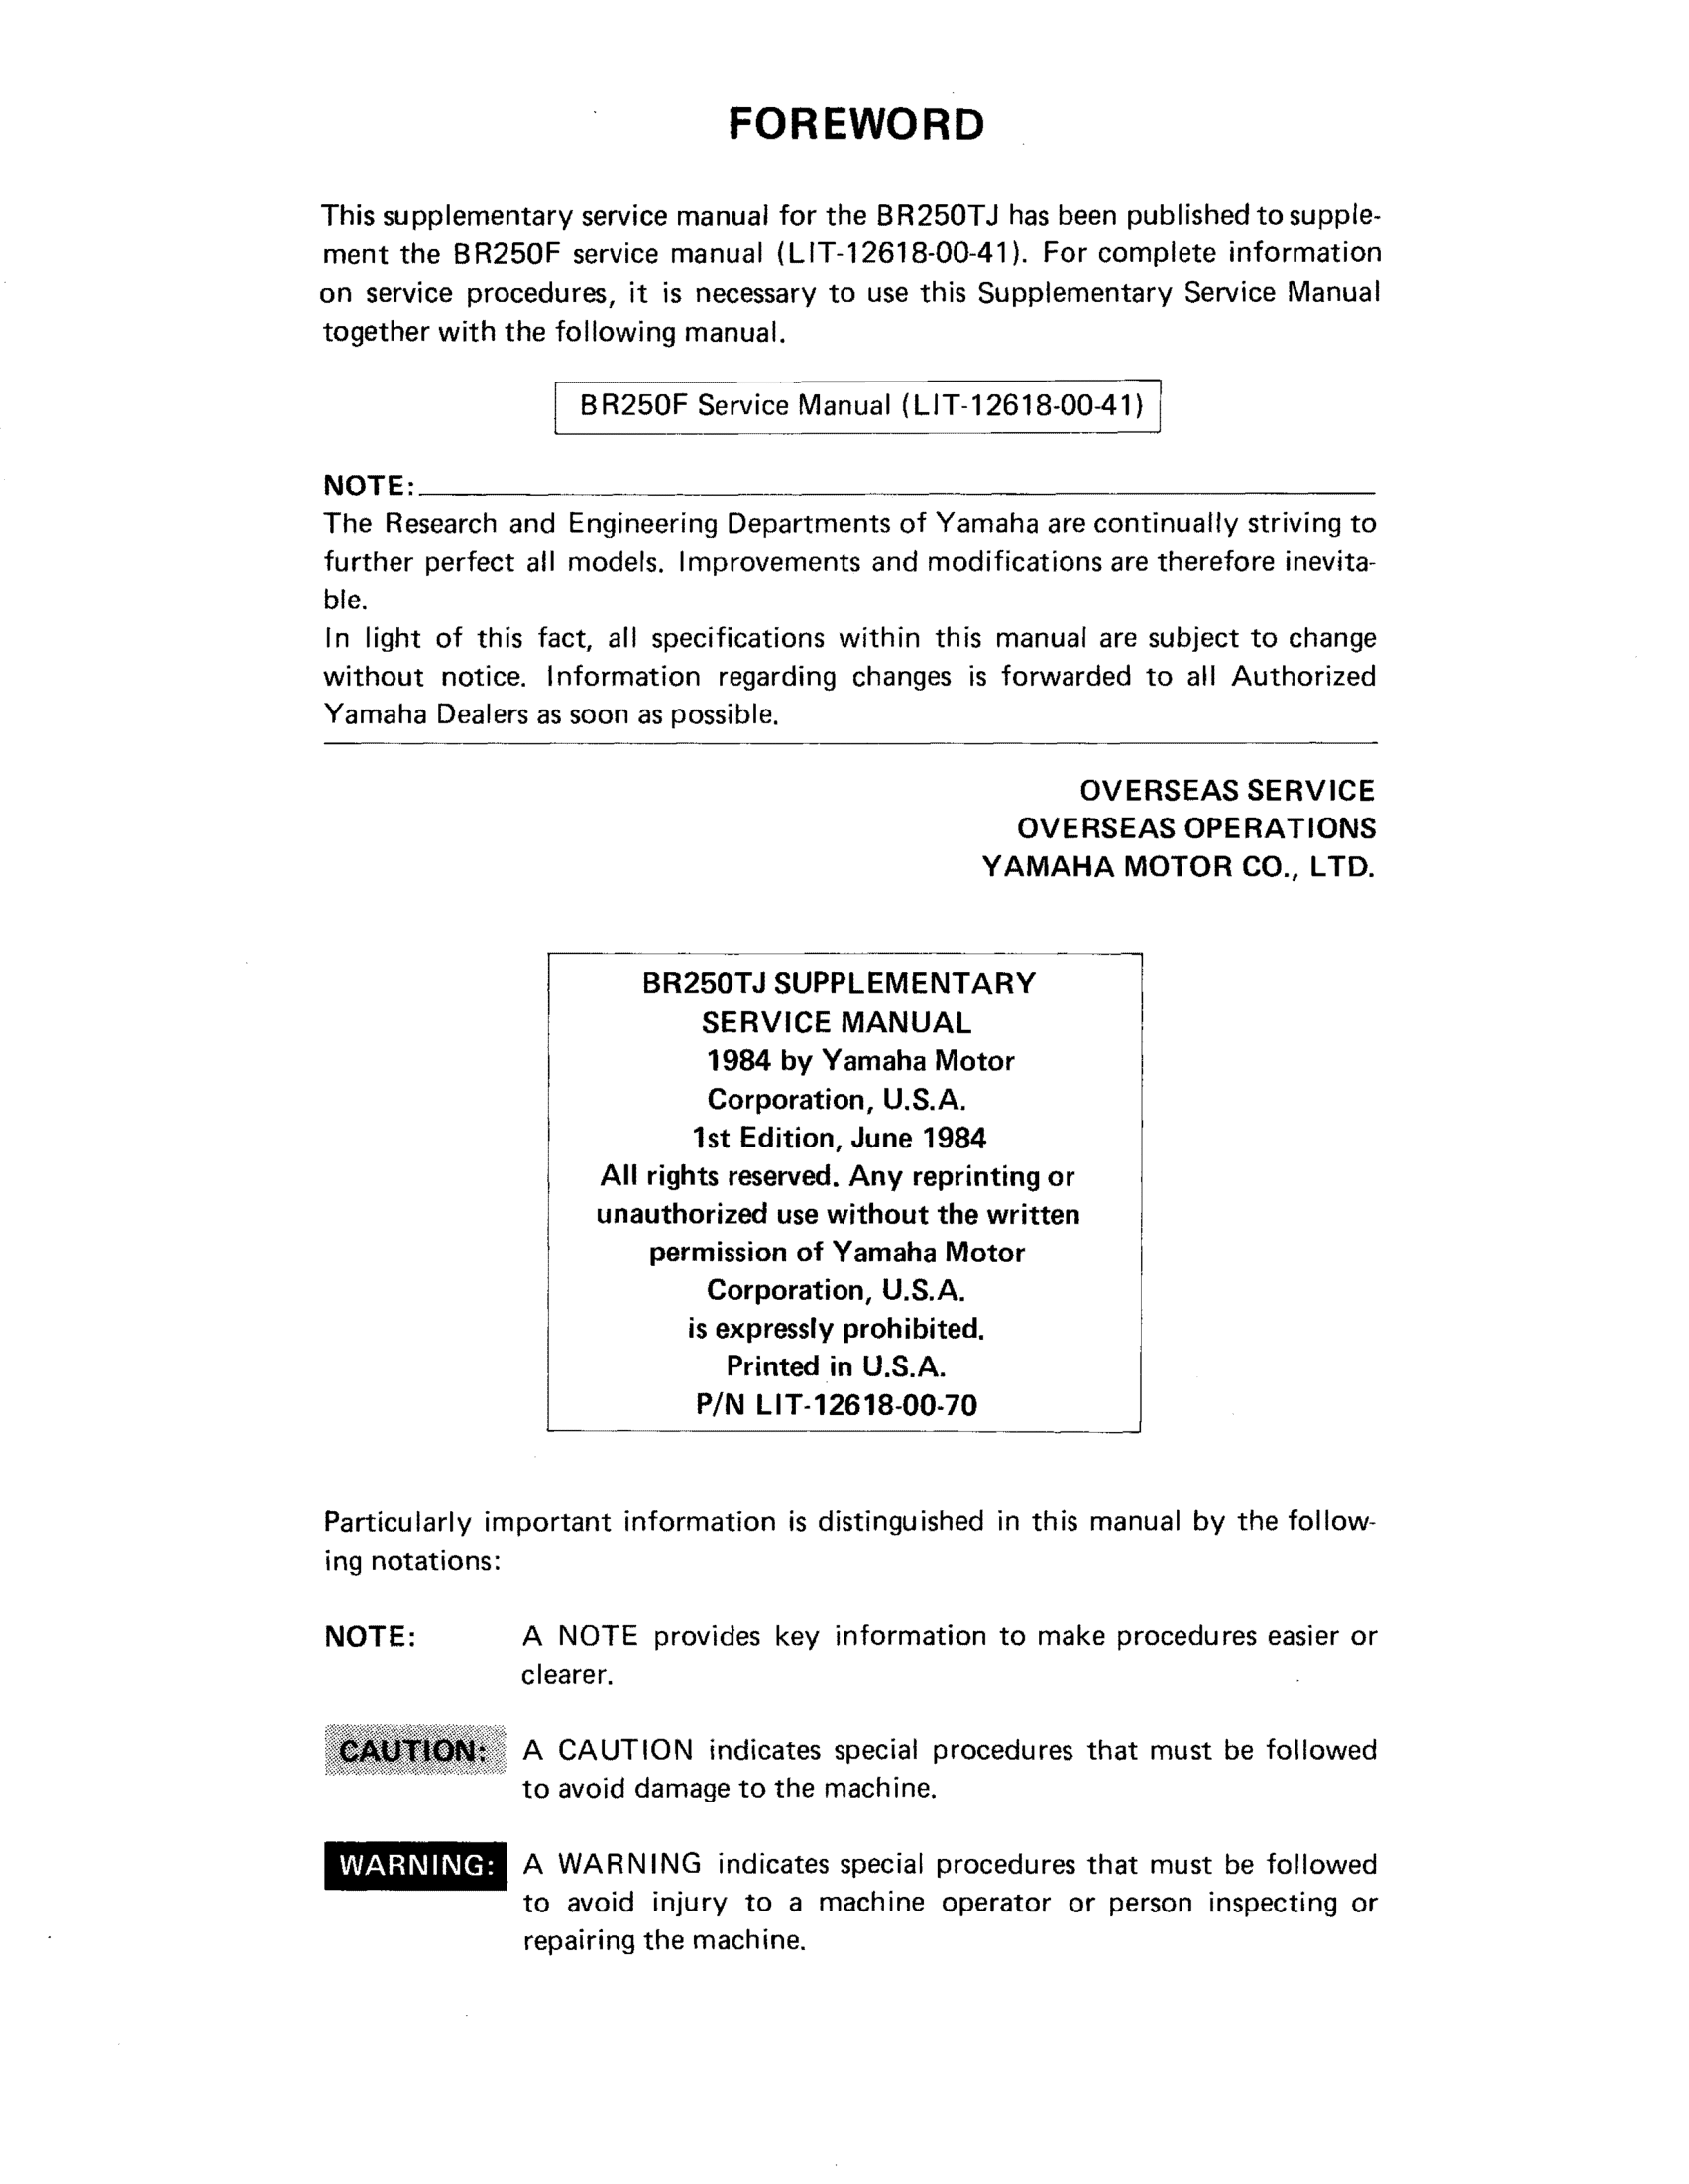 FOREWORD
This supplementary service manual for the BR250TJ has been published to supple-
ment the BR250F service manual (LIT-12618-00-41). For complete information
on service procedures, it is necessary to use this Supplementary Service Manual
together with the following manual.
BR250F Service Manual (LIT-12618-00-41)
NOTE:
The Research and Engineering Departments of Yamaha are continually striving to
further perfect all models. Improvements and modifications are therefore inevita-
ble.
In light of this fact, all specifications within this manual are subject to change
without notice. Information regarding changes is forwarded to all Authorized
Yamaha Dealers as soon as possible.
OVERSEAS SERVICE
OVERSEAS OPERATIONS
YAMAHA MOTOR CO., LTD.
BR250TJ SUPPLEMENTARY
SERVICE MANUAL
1984 by Yamaha Motor
Corporation, U.S.A.
1st Edition, June 1984
All rights reserved. Any reprinting or
unauthorized use without the written
permission of Yamaha Motor
Corporation, U.S.A.
is expressly prohibited.
Printed in U.S.A.
P/N LIT-12618-00-70
Particularly important information is distinguished in this manual by the follow-
ing notations:
NOTE: A NOTE provides key information to make procedures easier or
clearer.
CAUTION: A CAUTION indicates special procedures that must be followed
to avoid damage to the machine.
WARNING: A WARNING indicates special procedures that must be followed
to avoid injury to a machine operator or person inspecting or
repairing the machine.